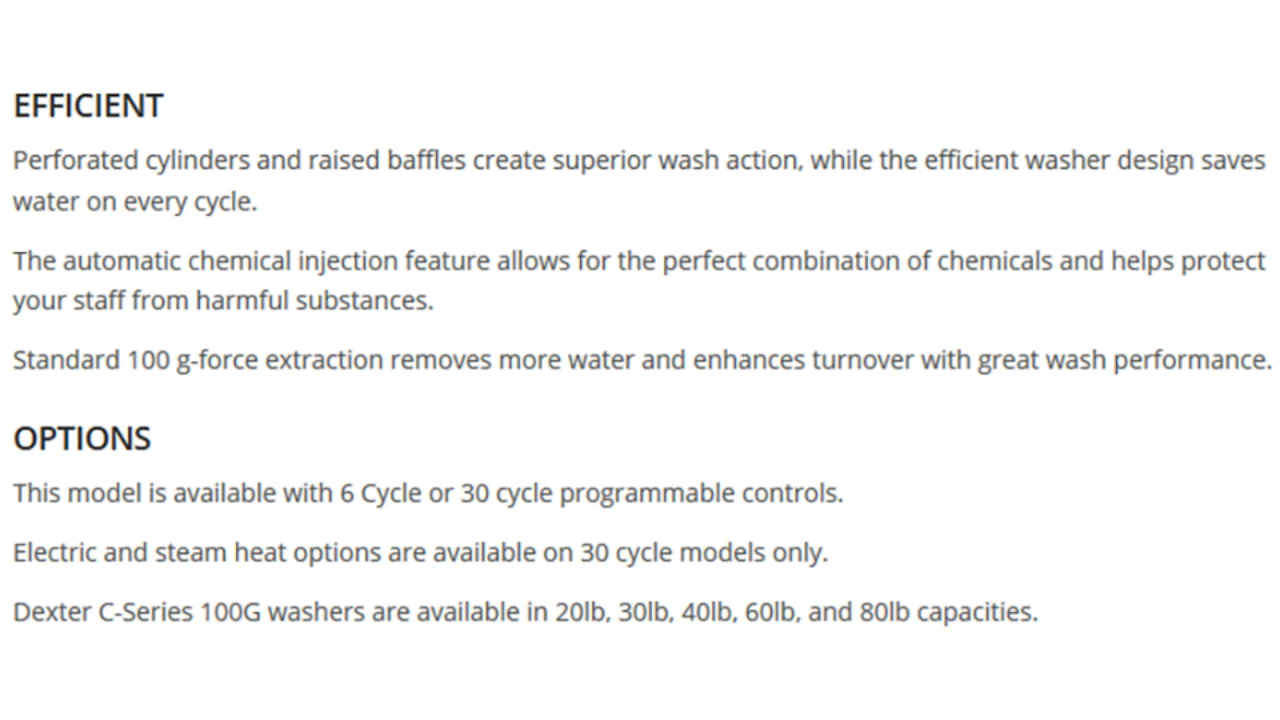 EFFICIENT
Perforated cylinders and raised baffles create superior wash action, while the efficient washer design saves
water on every cycle.
The automatic chemical injection feature allows for the perfect combination of chemicals and helps protect
your staff from harmful substances.
Standard 100 g-force extraction removes more water and enhances turnover with great wash performance.
OPTIONS
This model is available with 6 Cycle or 30 cycle programmable controls.
Electric and steam heat options are available on 30 cycle models only.
Dexter C-Series 100G washers are available in 20lb, 30lb, 40lb, 60lb, and 80lb capacities.